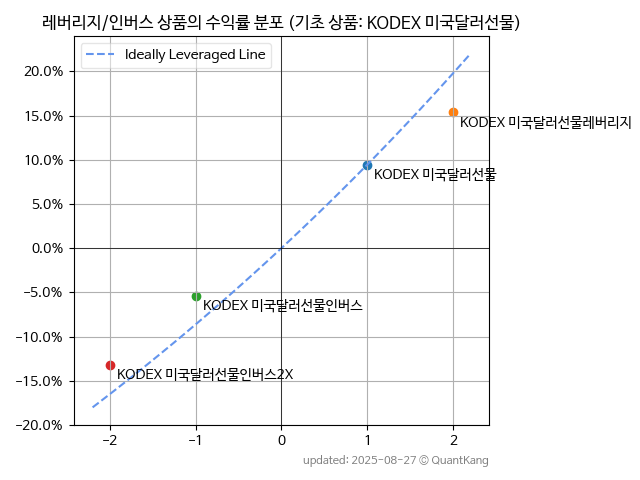 레버리지/인버스 상품의 수익률 분포 (기초 상품: KODEX 미국달러선물)
Ideally Leveraged Line
20.0%
15.0%
10.0%
5.0%
0.0%
−5.0%
−10.0%
−15.0%
−20.0%
KODEX 미국달러선물레버리지
KODEX 미국달러선물
KODEX 미국달러선물인버스
KODEX 미국달러선물인버스2X
−2
−1
0
1
2
updated: 2025-08-27 © QuantKang